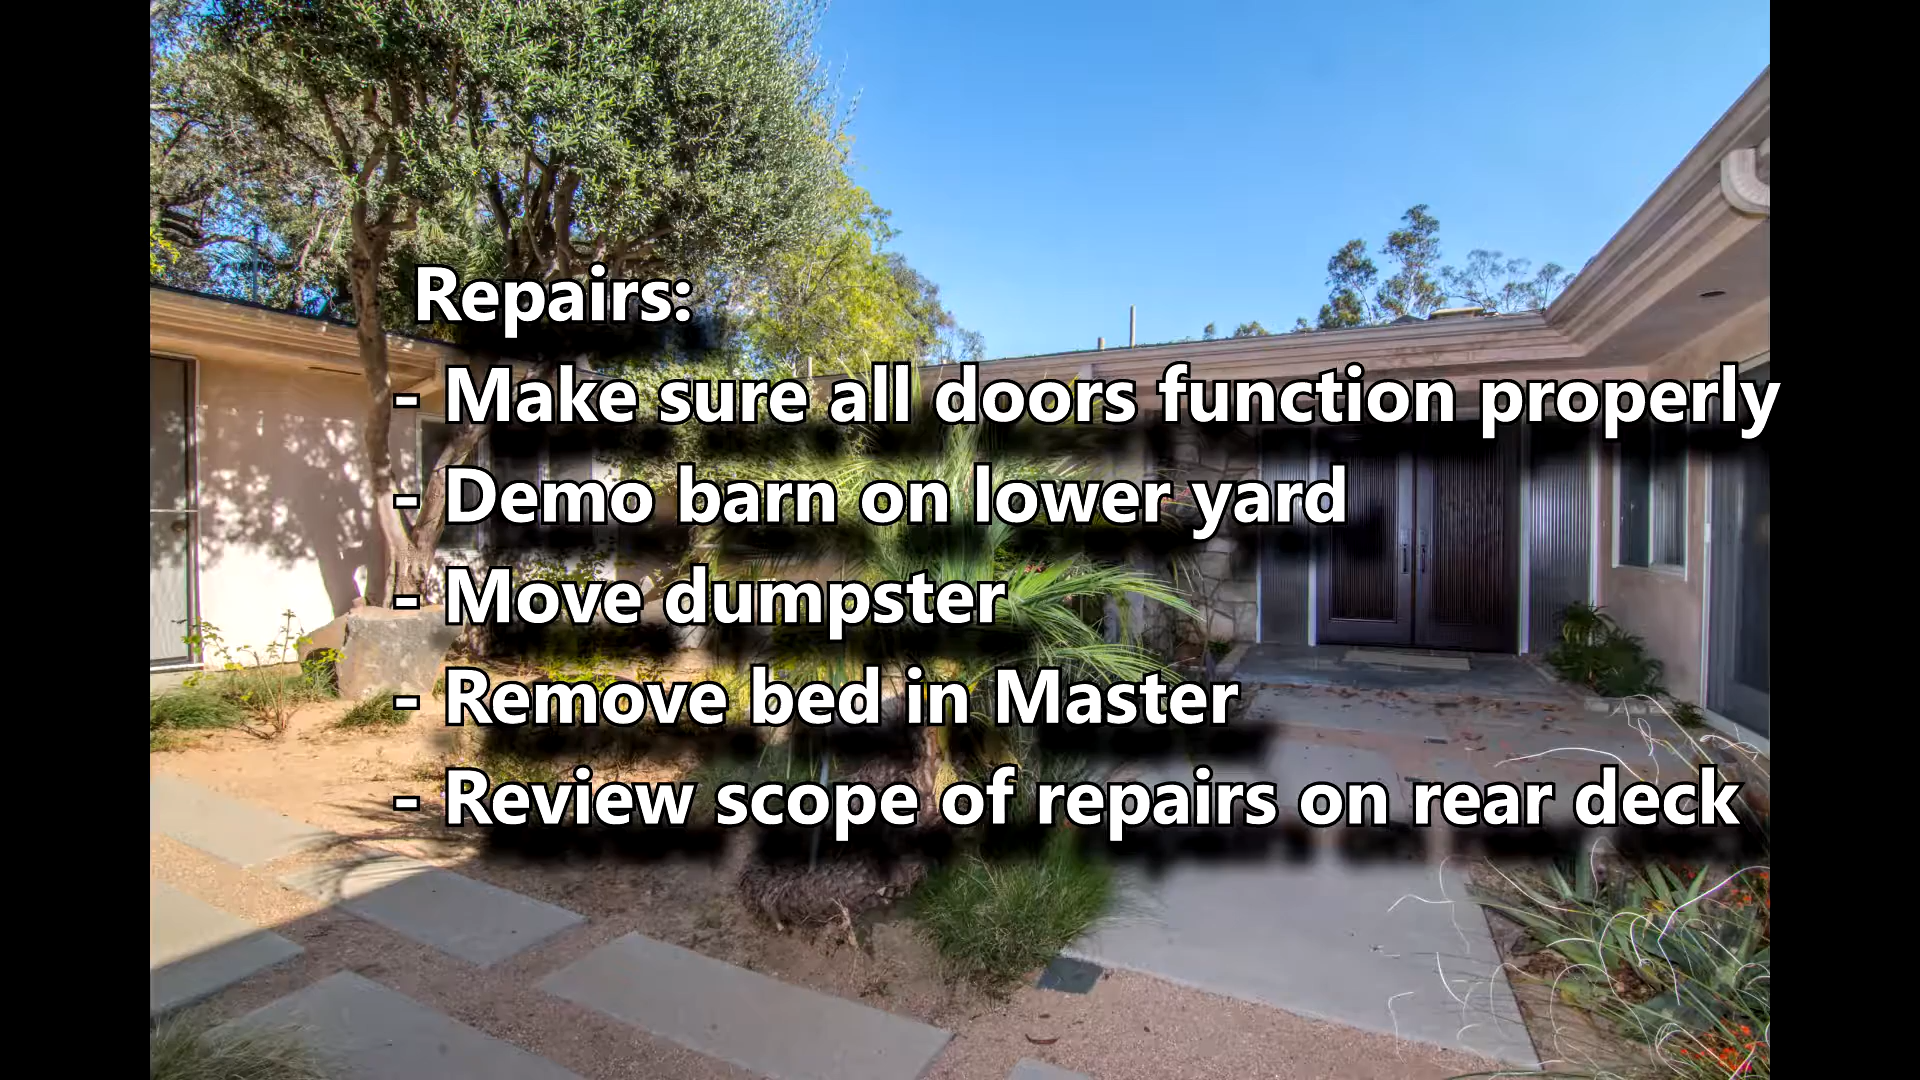 Repairs:
- Make sure all doors function properly
- Demo barn on lower yard
- Move dumpster
- Remove bed in Master
- Review scope of repairs on rear deck